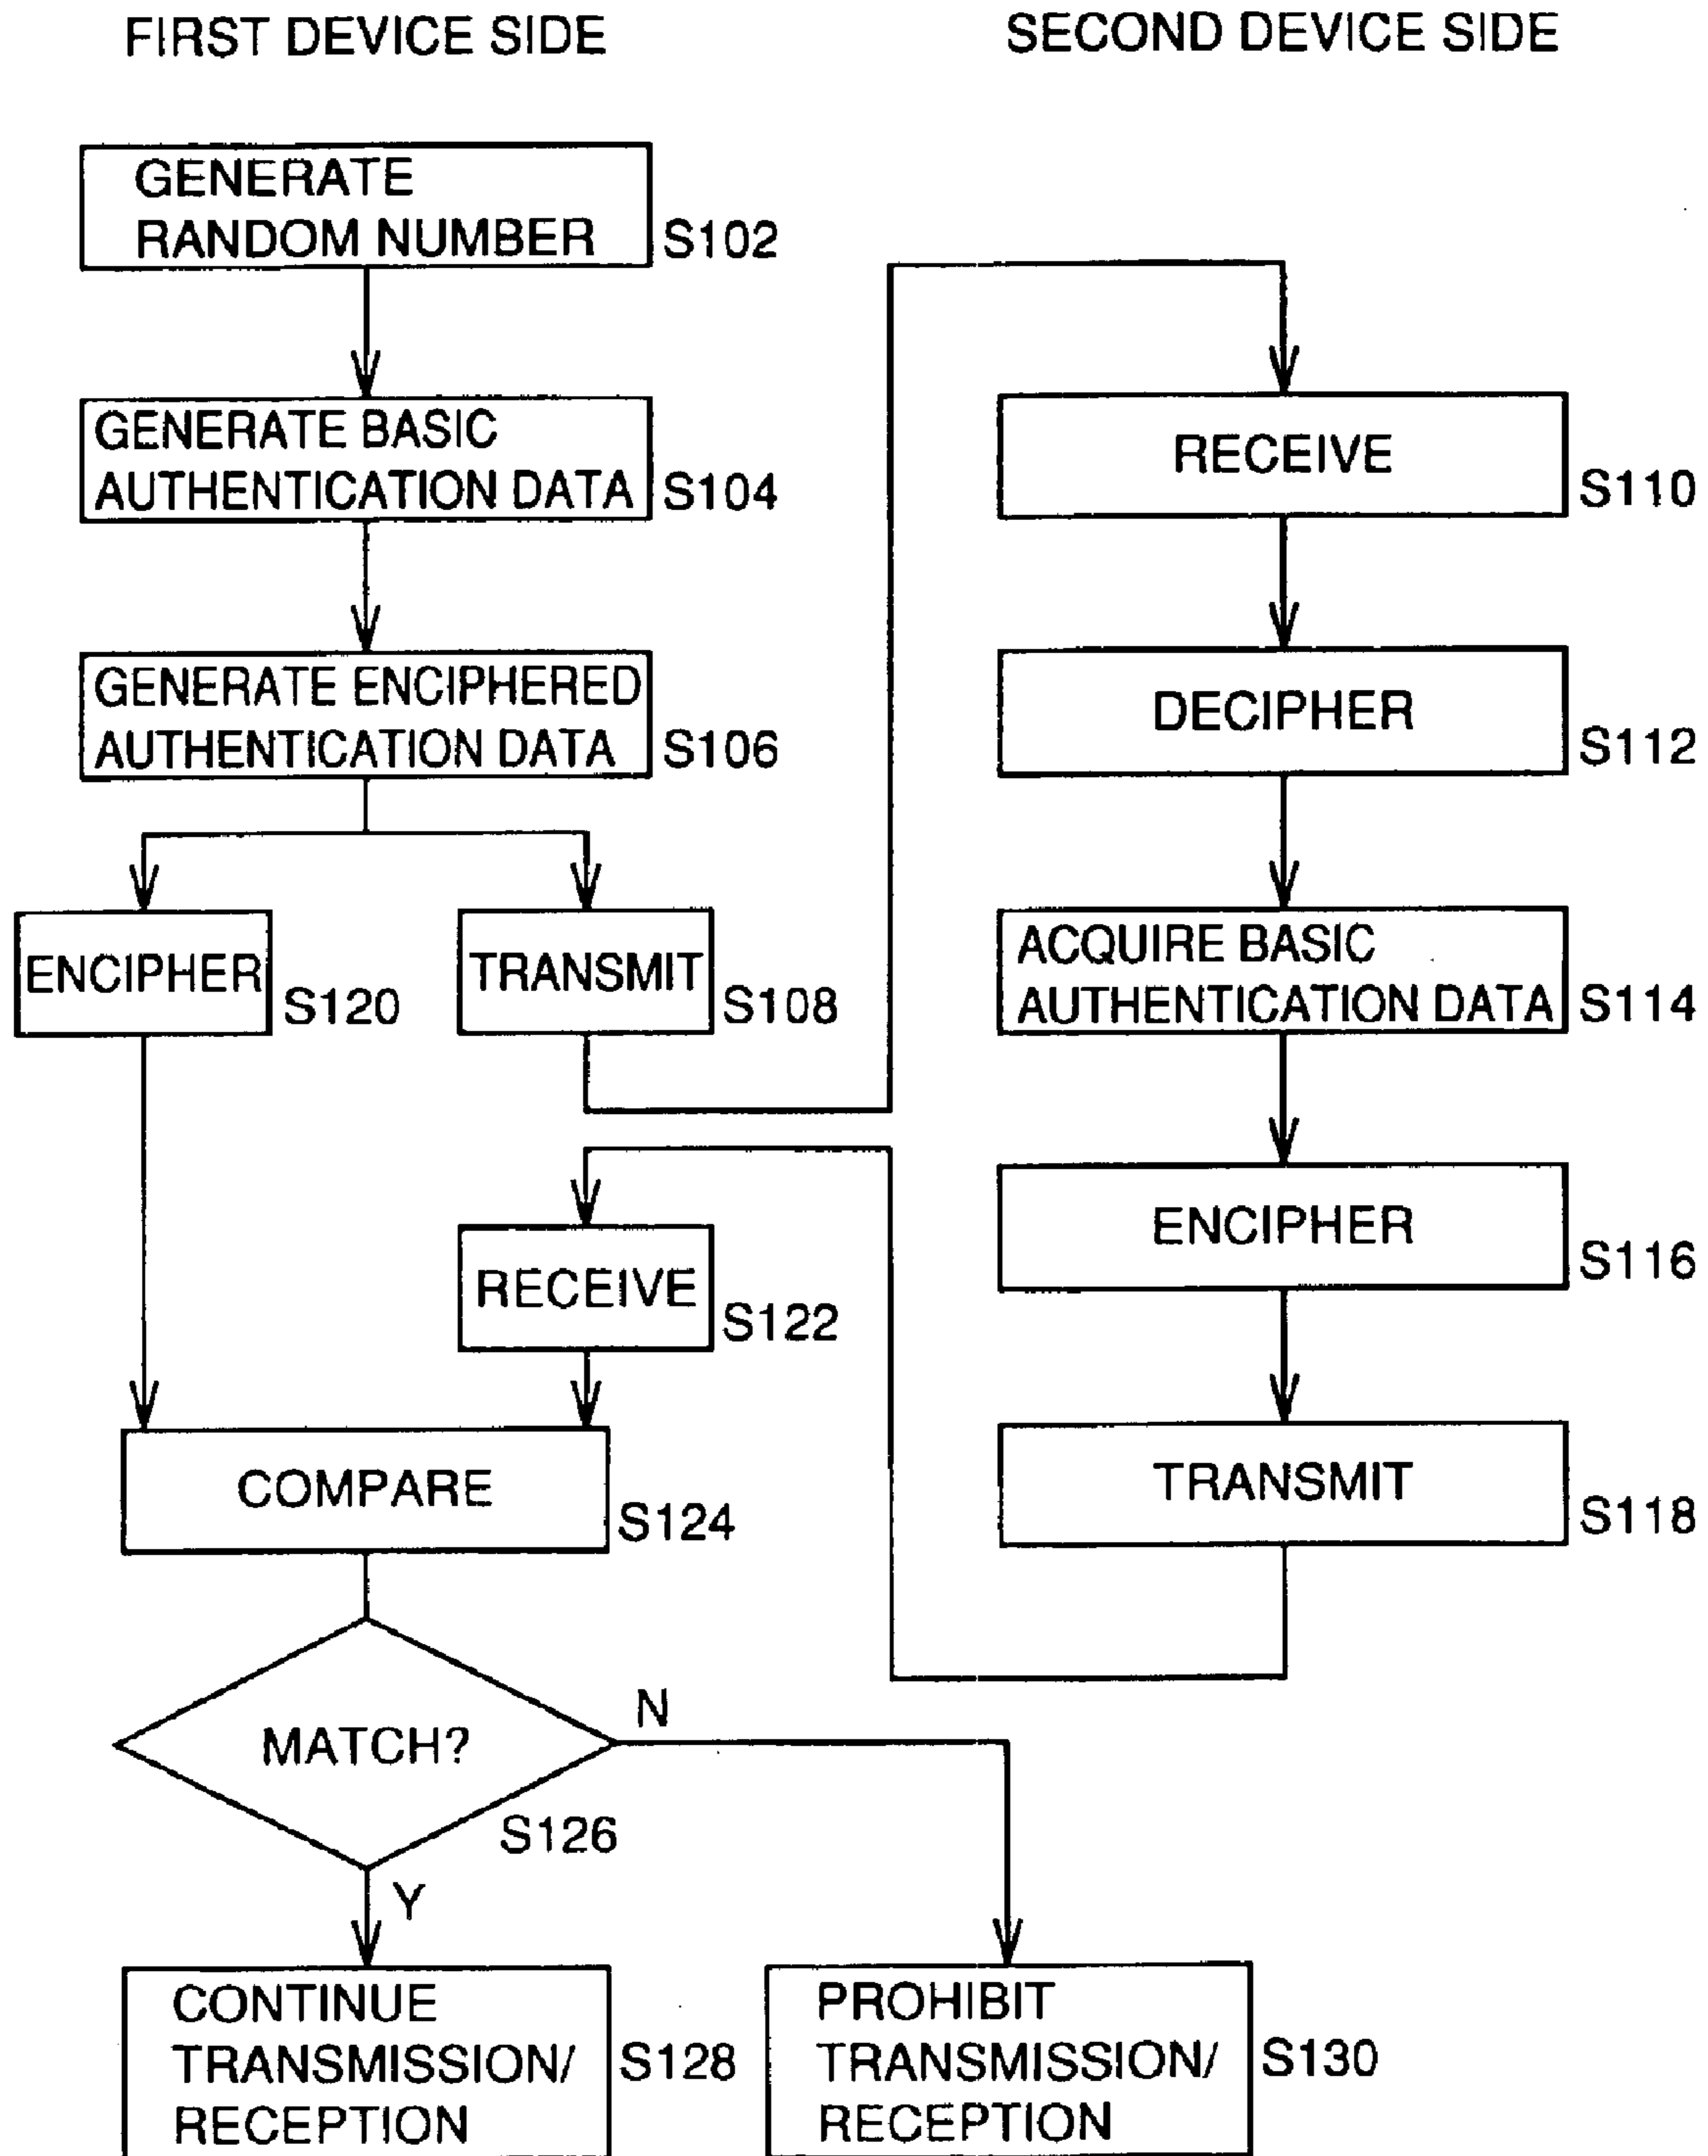 FIRST DEVICE SIDE
SECOND DEVICE SIDE
GENERATE
RANDOM NUMBER
S102
GENERATE BASIC
AUTHENTICATION DATA
S104
GENERATE ENCIPHERED
AUTHENTICATION DATA
S106
ENCIPHER
S120
TRANSMIT
S108
RECEIVE
S110
DECIPHER
S112
ACQUIRE BASIC
AUTHENTICATION DATA
S114
ENCIPHER
S116
TRANSMIT
S118
RECEIVE
S122
COMPARE
S124
MATCH?
S126
N
Y
CONTINUE
TRANSMISSION/
RECEPTION
S128
PROHIBIT
TRANSMISSION/
RECEPTION
S130